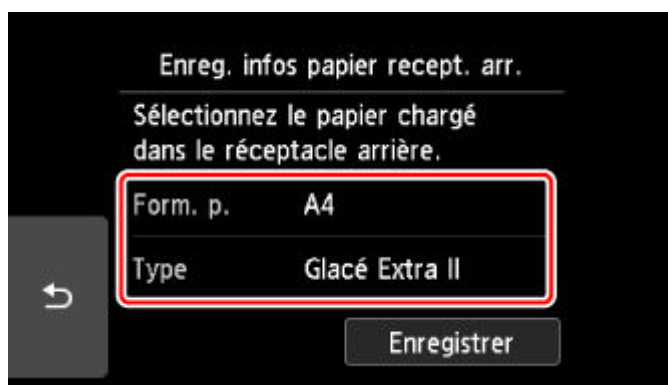 Enreg. infos papier recept. arr.
Sélectionnez le papier chargé
dans le réceptacle arrière.
Form. p. A4
Type Glacé Extra II
Enregistrer